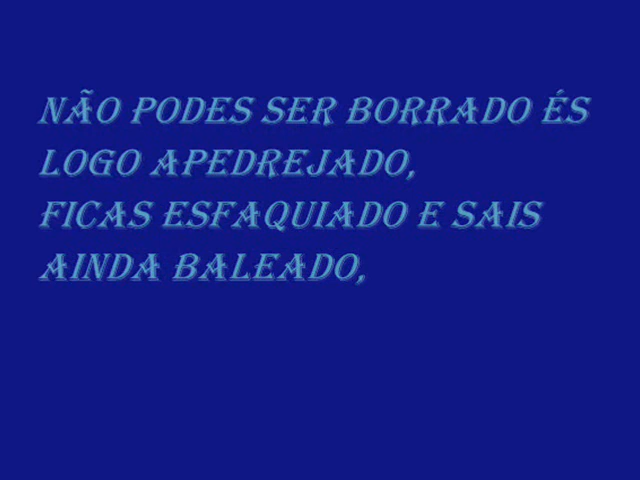 NÃO PODES SER BORRADO ÉS
LOGO APEDREJADO,
FICAS ESFAQUIADO E SAIS
AINDA BALEADO,